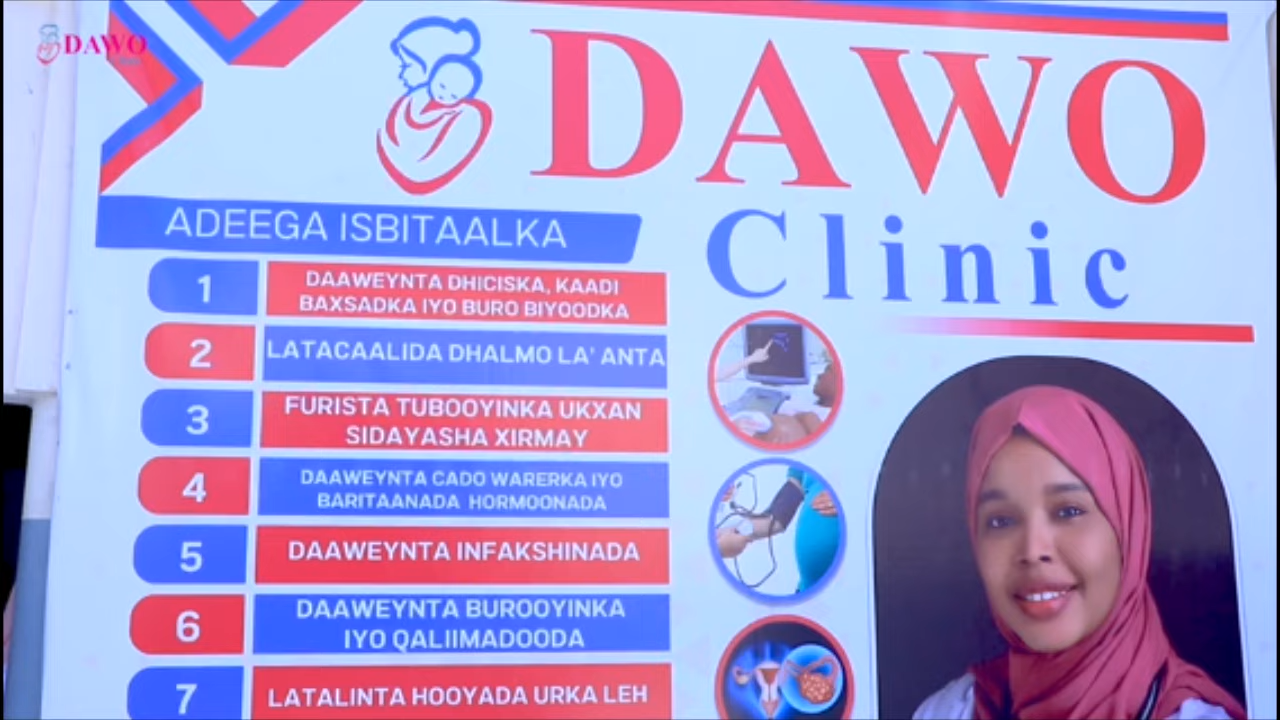 DAWO
DAWO
Clinic
ADEEGA ISBITAALKA
1
DAAWEYNTA DHICISKA, KAADI
BAXSADKA IYO BURO BIYOODKA
2
LATACAALIDA DHALMO LA' ANTA
3
FURISTA TUBOOYINKA UKXAN
SIDAYASHA XIRMAY
4
DAAWEYNTA CADO WARERKA IYO
BARITAANADA HORMOONADA
5
DAAWEYNTA INFAKSHINADA
6
DAAWEYNTA BUROOYINKA
IYO QALIIMADOODA
7
LATALINTA HOOYADA URKA LEH